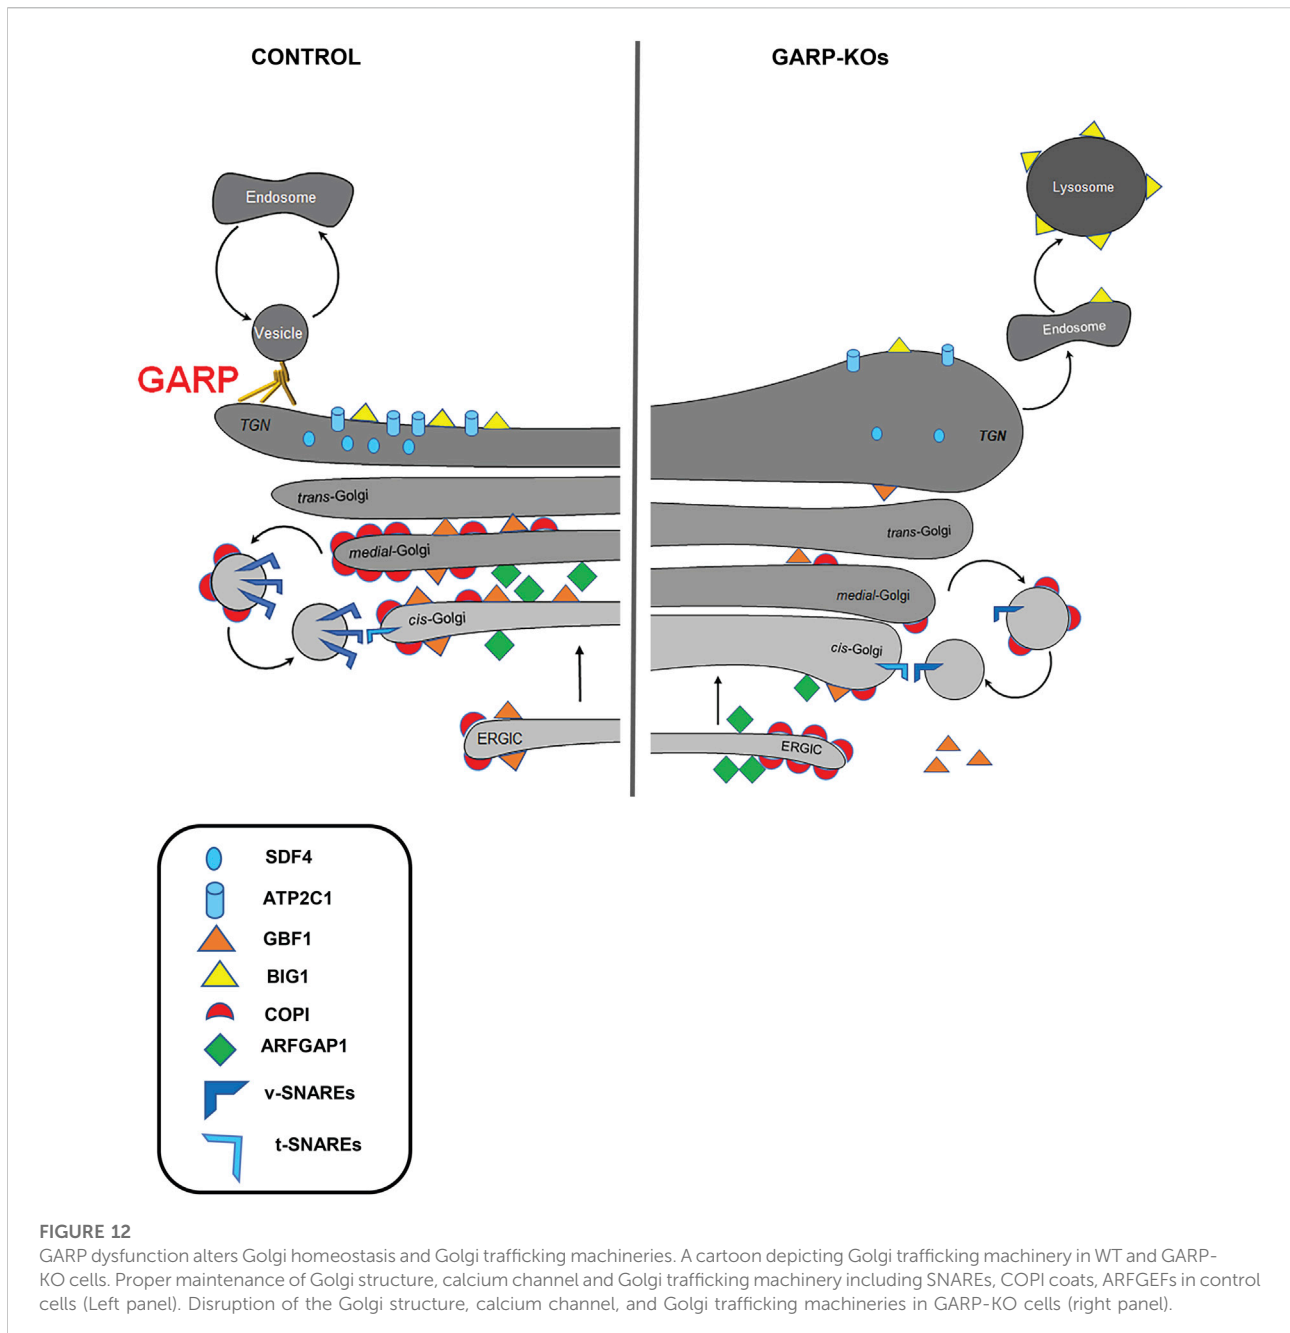 CONTROL
GARP-KOs
Endosome
Vesicle
GARP
TGN
trans-Golgi
medial-Golgi
cis-Golgi
ERGIC
Lysosome
Endosome
TGN
trans-Golgi
medial-Golgi
cis-Golgi
ERGIC
SDF4
ATP2C1
GBF1
BIG1
COPI
ARFGAP1
v-SNAREs
t-SNAREs
FIGURE 12
GARP dysfunction alters Golgi homeostasis and Golgi trafficking machineries. A cartoon depicting Golgi trafficking machinery in WT and GARP-
KO cells. Proper maintenance of Golgi structure, calcium channel and Golgi trafficking machinery including SNAREs, COPI coats, ARFGEFs in control
cells (Left panel). Disruption of the Golgi structure, calcium channel, and Golgi trafficking machineries in GARP-KO cells (right panel).